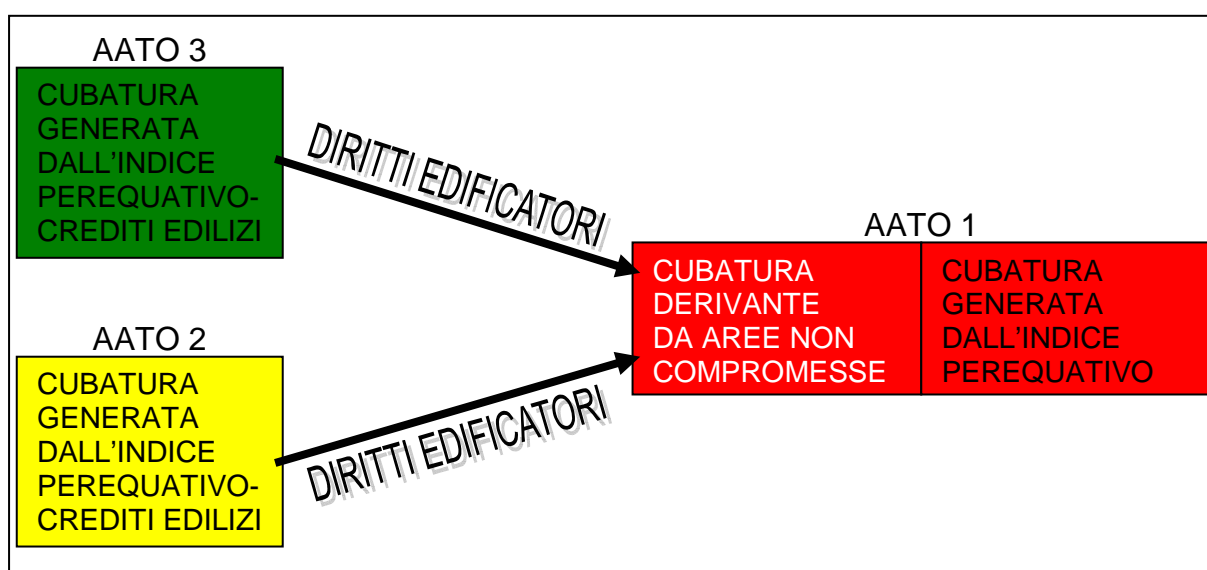 AATO 3
CUBATURA
GENERATA
DALL'INDICE
PEREQUATIVO-
CREDITI EDILIZI
DIRITTI EDIFICATORI
AATO 1
CUBATURA
DERIVANTE
DA AREE NON
COMPROMESSE
CUBATURA
GENERATA
DALL'INDICE
PEREQUATIVO
AATO 2
CUBATURA
GENERATA
DALL'INDICE
PEREQUATIVO-
CREDITI EDILIZI
DIRITTI EDIFICATORI